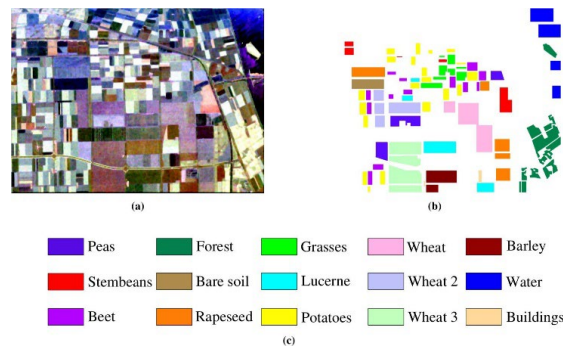 (a)
(b)
Peas Forest Grasses Wheat Barley
Stembeans Bare soil Lucerne Wheat 2 Water
Beet Rapeseed Potatoes Wheat 3 Buildings
(c)